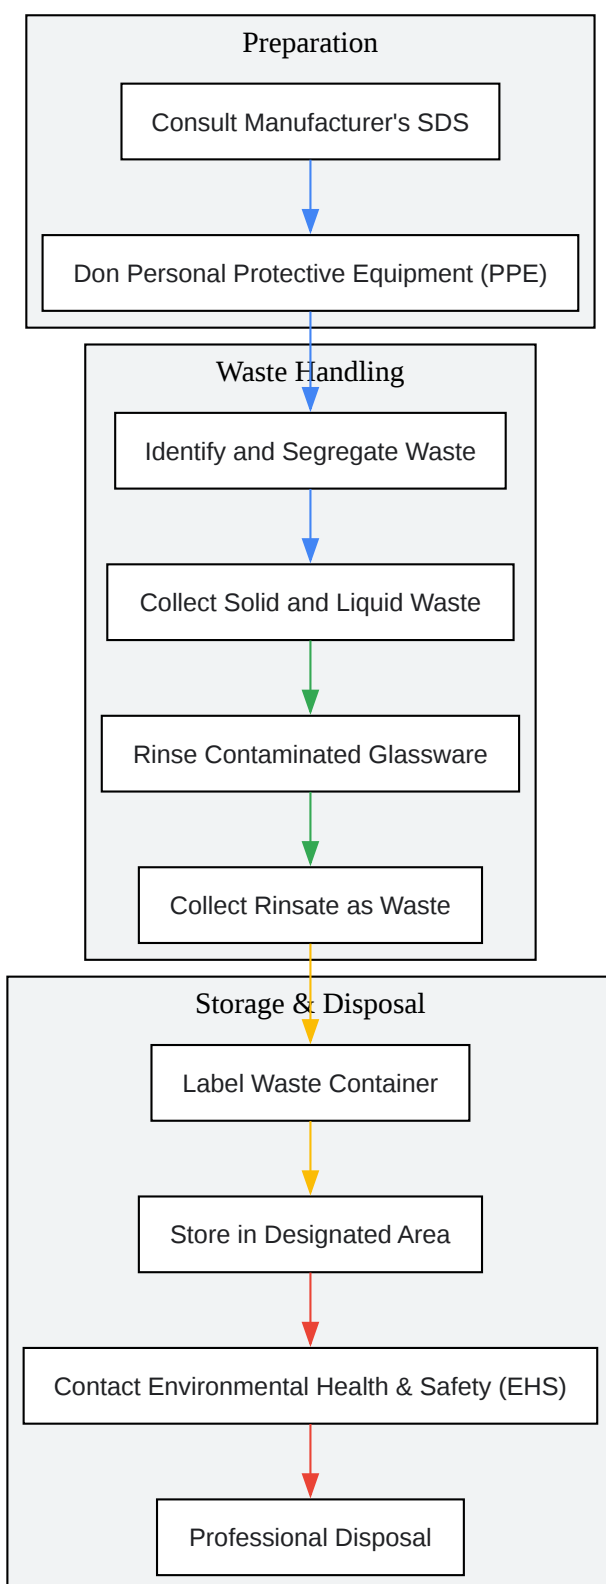 Preparation
Consult Manufacturer's SDS
Don Personal Protective Equipment (PPE)
Waste Handling
Identify and Segregate Waste
Collect Solid and Liquid Waste
Rinse Contaminated Glassware
Collect Rinsate as Waste
Storage & Disposal
Label Waste Container
Store in Designated Area
Contact Environmental Health & Safety (EHS)
Professional Disposal